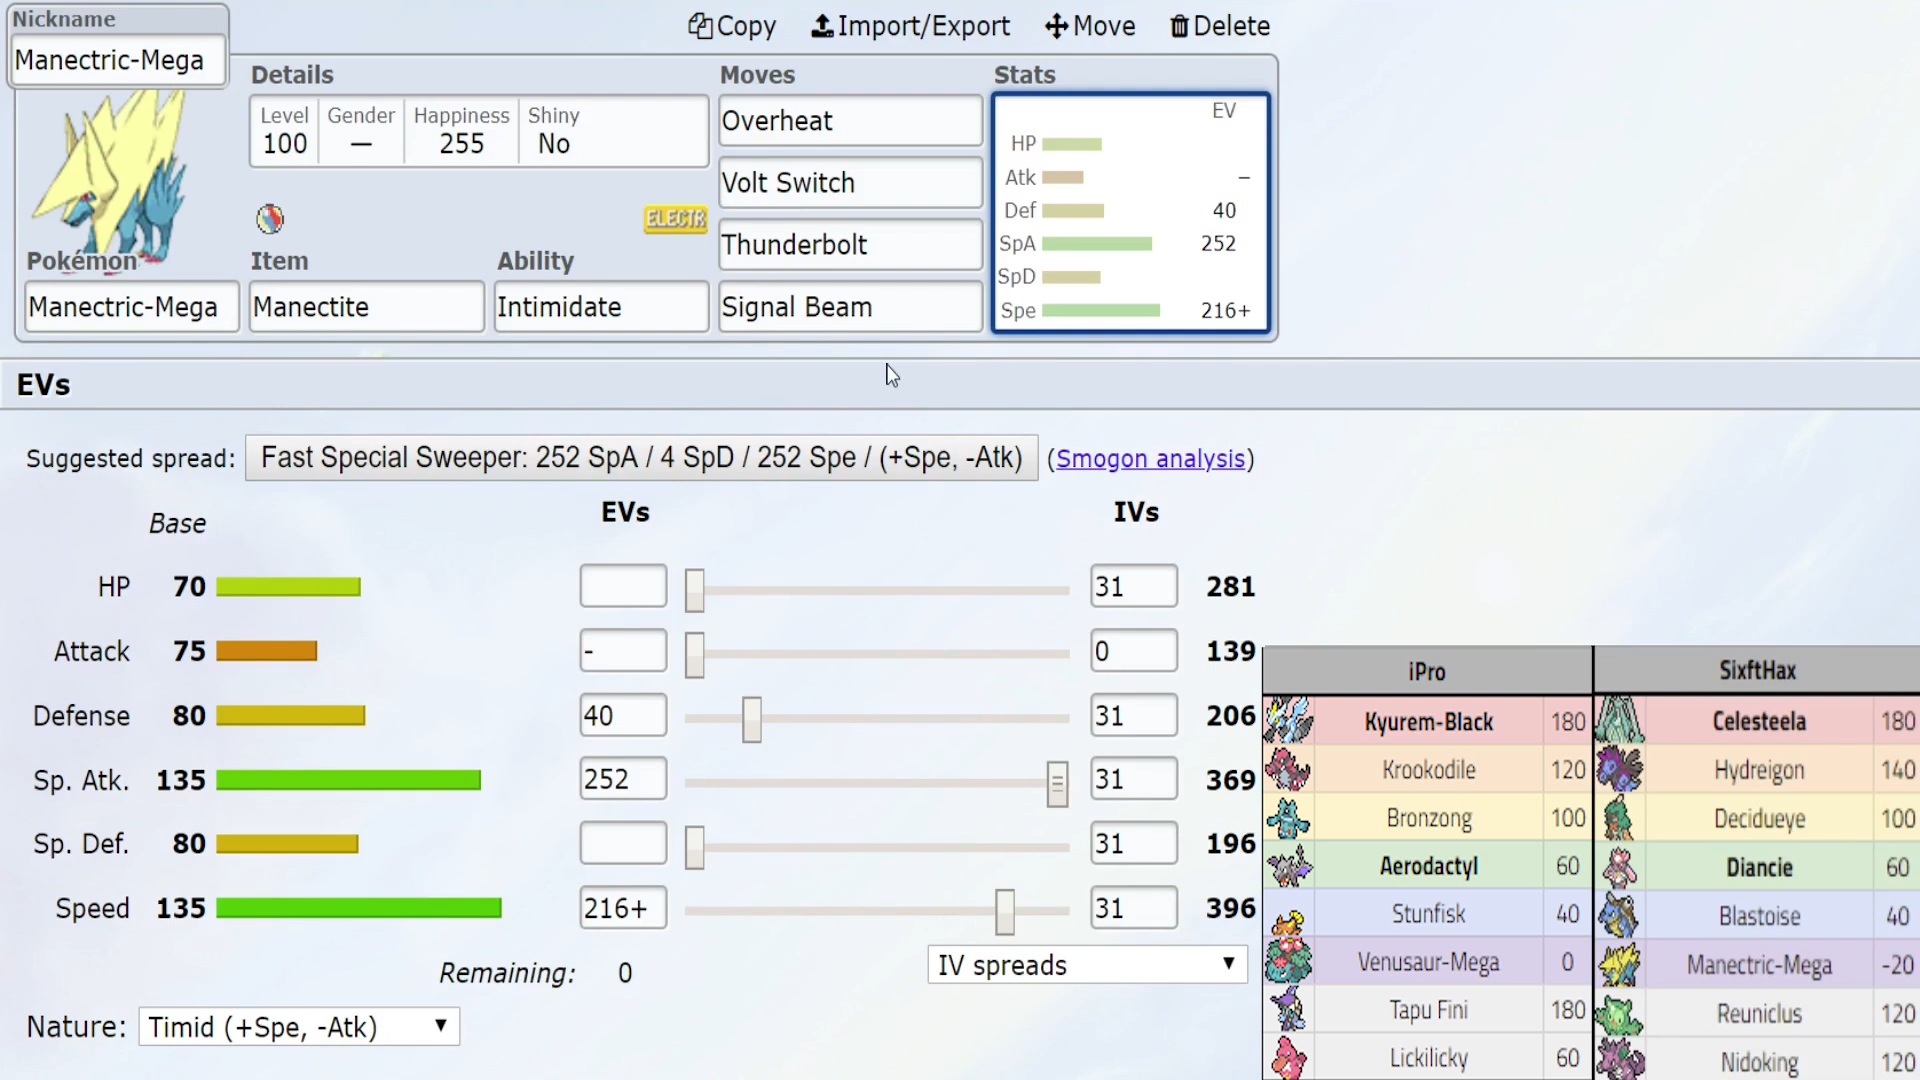 Nickname
Manectric-Mega
Copy Import/Export Move Delete
Details
Level Gender Happiness Shiny
100 — 255 No
ELECTR
Pokémon Item Ability
Manectric-Mega Manectite Intimidate
Moves
Overheat
Volt Switch
Thunderbolt
Signal Beam
Stats
EV
HP
Atk –
Def 40
SpA 252
SpD
Spe 216+
EVs
Suggested spread: Fast Special Sweeper: 252 SpA / 4 SpD / 252 Spe / (+Spe, -Atk) (Smogon analysis)
Base EVs IVs
HP 70 31 281
Attack 75 - 0 139
Defense 80 40 31 206
Sp. Atk. 135 252 31 369
Sp. Def. 80 31 196
Speed 135 216+ 31 396
Remaining: 0 IV spreads
Nature: Timid (+Spe, -Atk)
iPro SixftHax
Kyurem-Black 180 Celesteela 180
Krookodile 120 Hydreigon 140
Bronzong 100 Decidueye 100
Aerodactyl 60 Diancie 60
Stunfisk 40 Blastoise 40
Venusaur-Mega 0 Manectric-Mega -20
Tapu Fini 180 Reuniclus 120
Lickilicky 60 Nidoking 120